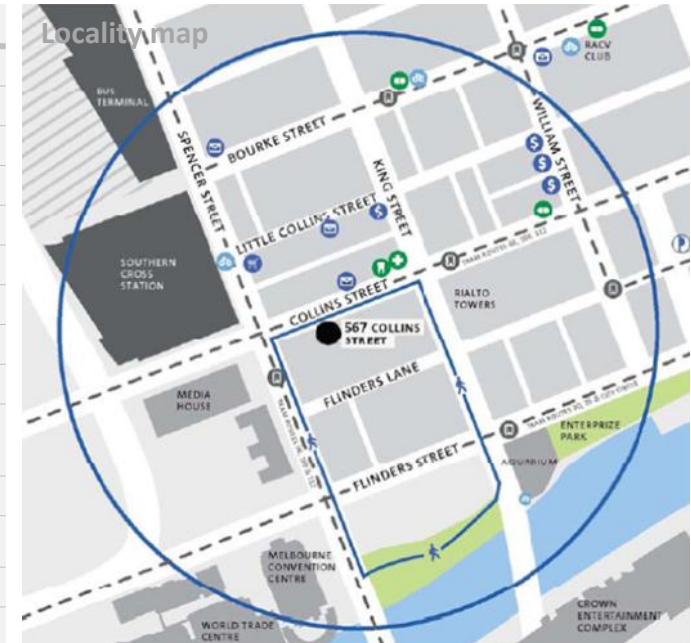 Locality map
RACV
CLUB
BUS
TERMINAL
WILLIAM STREET
SPENCER STREET
BOURKE STREET
KING STREET
LITTLE COLLINS STREET
SOUTHERN
CROSS
STATION
COLLINS STREET
RIALTO
TOWERS
567 COLLINS
STREET
MEDIA
HOUSE
FLINDERS LANE
ENTERPRIZE
PARK
AQUARIUM
FLINDERS STREET
MELBOURNE
CONVENTION
CENTRE
WORLD TRADE
CENTRE
CROWN
ENTERTAINMENT
COMPLEX